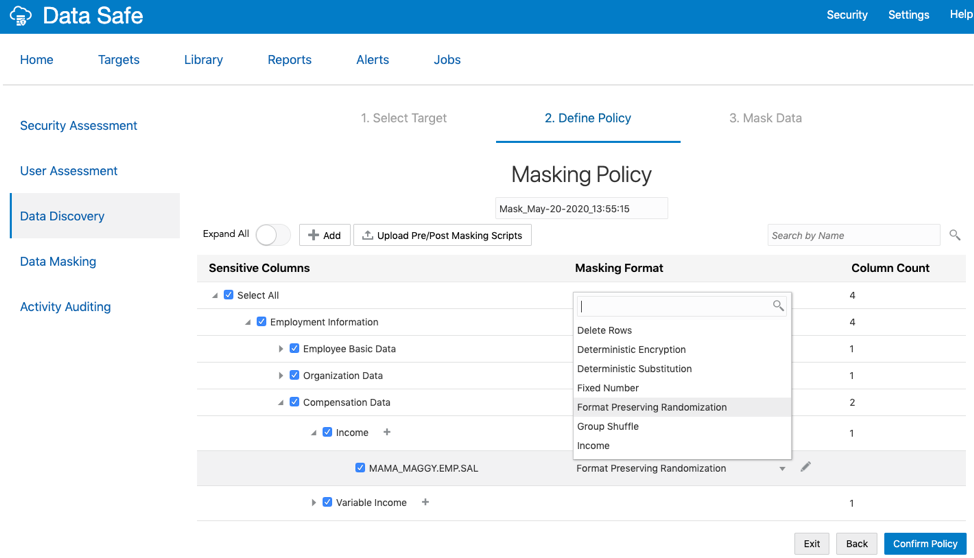 Data Safe
Security Settings Help
Home Targets Library Reports Alerts Jobs
Security Assessment
User Assessment
Data Discovery
Data Masking
Activity Auditing
1. Select Target 2. Define Policy 3. Mask Data
Masking Policy
Mask_May-20-2020_13:55:15
Expand All Add Upload Pre/Post Masking Scripts Search by Name
Sensitive Columns Masking Format Column Count
Select All 4
Employment Information 4
Employee Basic Data 1
Organization Data 1
Compensation Data 2
Income + 1
MAMA_MAGGY.EMP.SAL Format Preserving Randomization
Variable Income + 1
Delete Rows
Deterministic Encryption
Deterministic Substitution
Fixed Number
Format Preserving Randomization
Group Shuffle
Income
Exit Back Confirm Policy